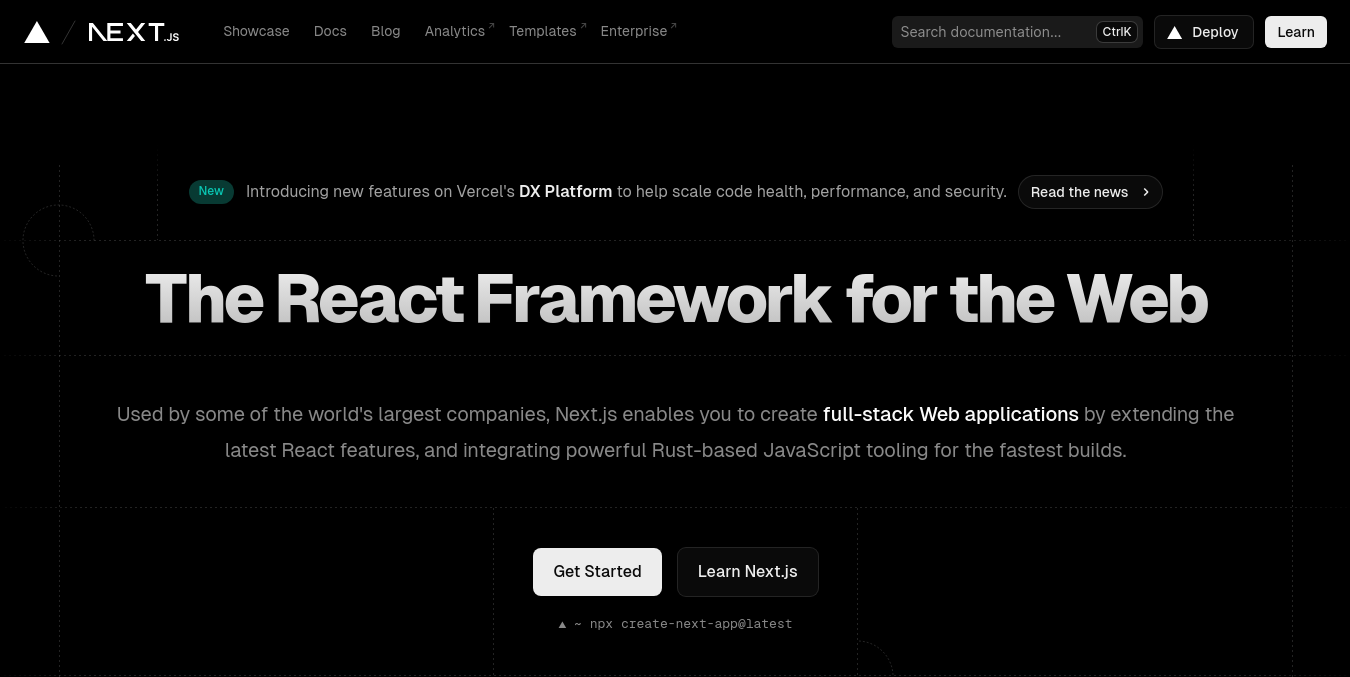 NEXT.JS
Showcase Docs Blog Analytics↗ Templates↗ Enterprise↗
Search documentation... CtrlK
Deploy
Learn
New Introducing new features on Vercel's DX Platform to help scale code health, performance, and security. Read the news
The React Framework for the Web
Used by some of the world's largest companies, Next.js enables you to create full-stack Web applications by extending the
latest React features, and integrating powerful Rust-based JavaScript tooling for the fastest builds.
Get Started Learn Next.js
▲ ~ npx create-next-app@latest